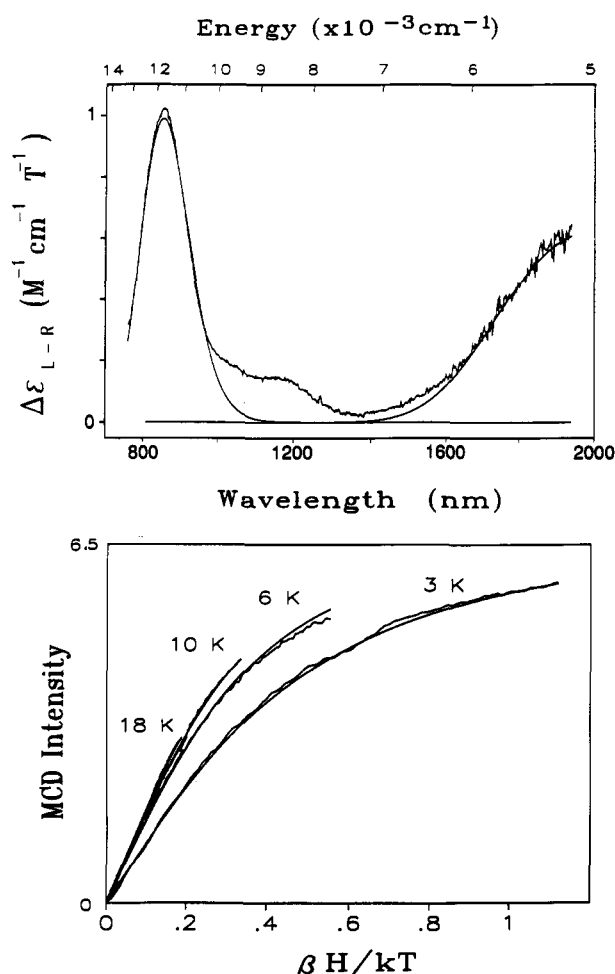 Energy (x10 -3cm-1)
14 12 10 9 8 7 6 5
1
0
Δε L-R (M-1 cm-1 T-1)
800 1200 1600 2000
Wavelength (nm)
6.5
0
MCD Intensity
18 K
10 K
6 K
3 K
0 .2 .4 .6 .8 1
β H/kT